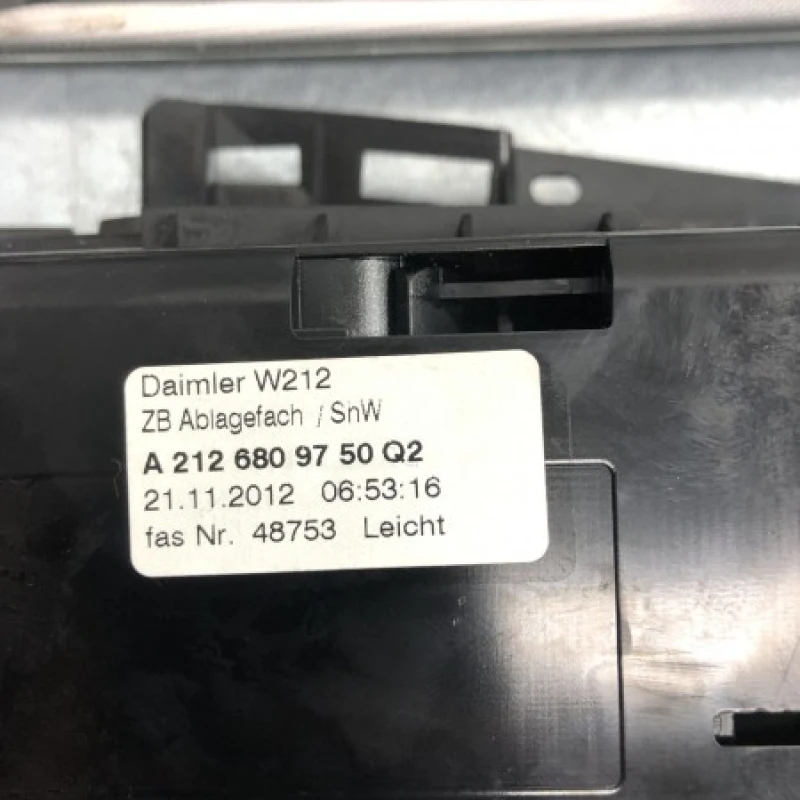 Daimler W212
ZB Ablagefach / SnW
A 212 680 97 50 Q2
21.11.2012 06:53:16
fas Nr. 48753 Leicht